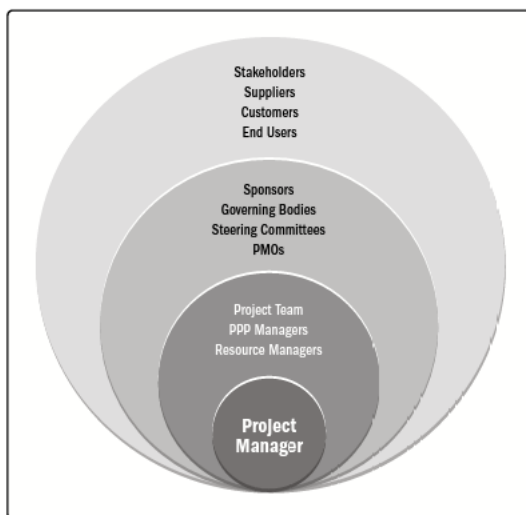 Stakeholders
Suppliers
Customers
End Users
Sponsors
Governing Bodies
Steering Committees
PMOs
Project Team
PPP Managers
Resource Managers
Project
Manager